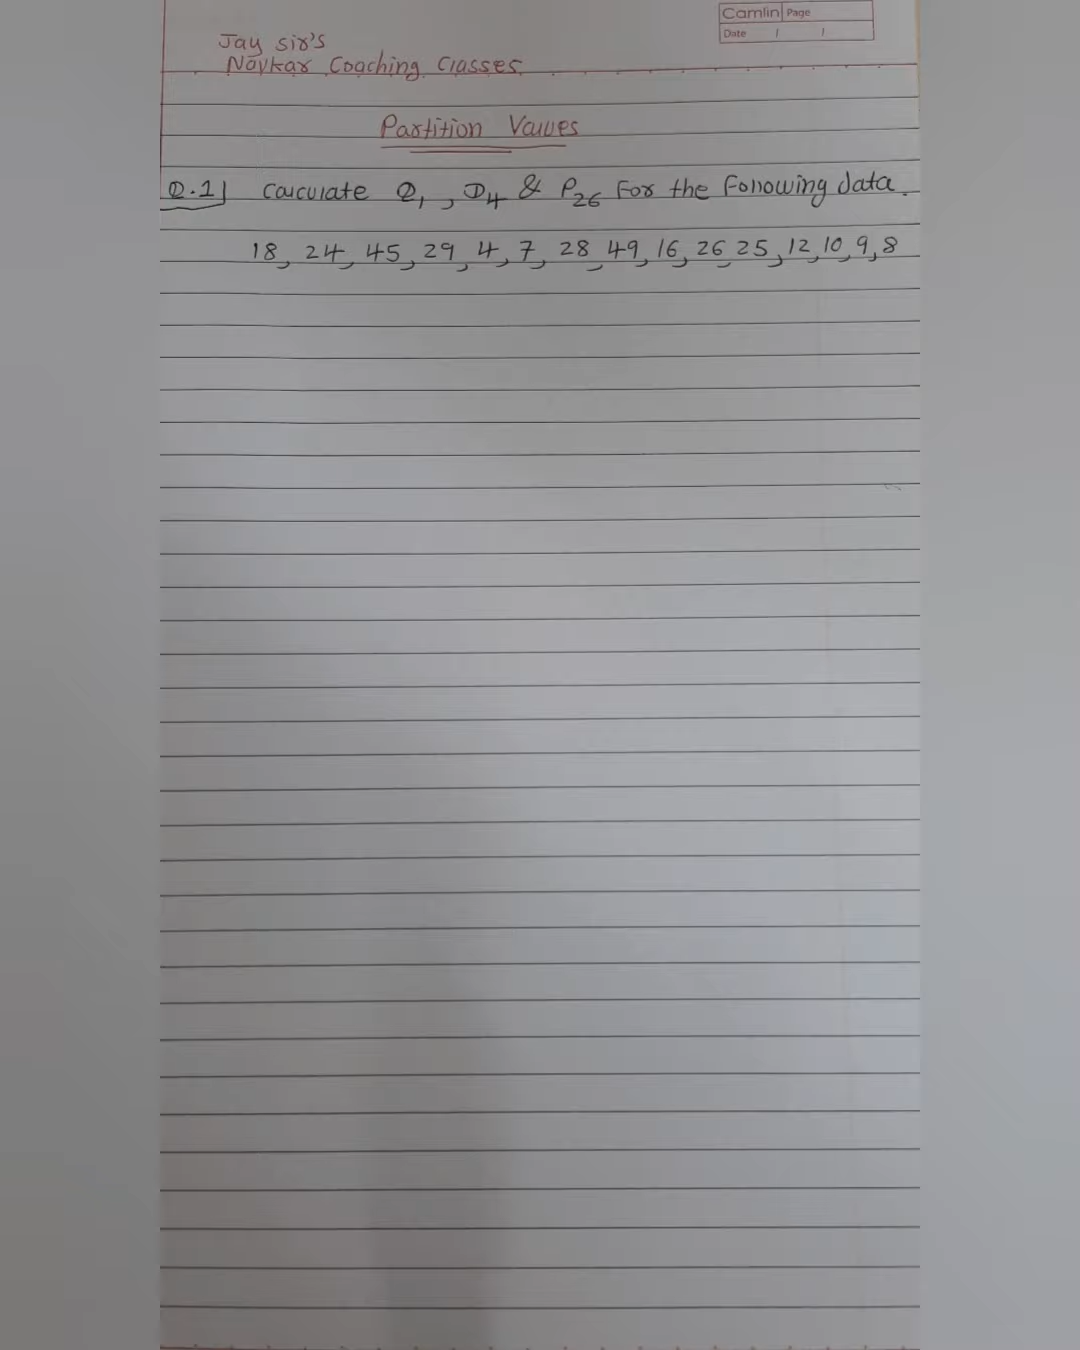 Camlin Page
Date / /
Jay sir's
Navkar Coaching Classes
Partition Values
Q.1] Calculate Q1, D4 & P26 For the Following data.
18, 24, 45, 29, 4, 7, 28, 49, 16, 26, 25, 12, 10, 9, 8